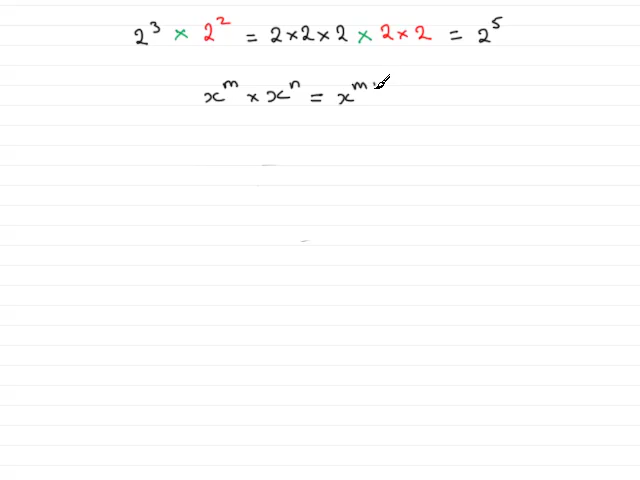 2³ × 2² = 2 × 2 × 2 × 2 × 2 = 2⁵
xᵐ × xⁿ = xᵐ